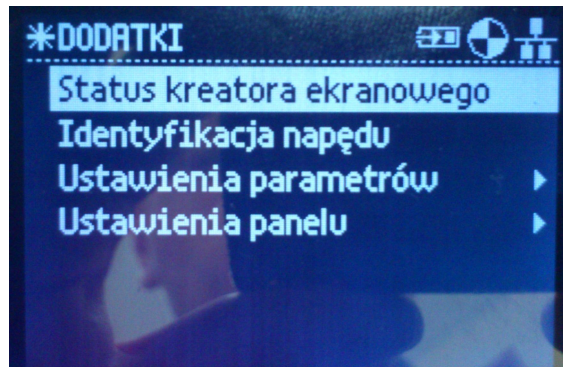 *DODATKI
Status kreatora ekranowego
Identyfikacja napędu
Ustawienia parametrów
Ustawienia panelu